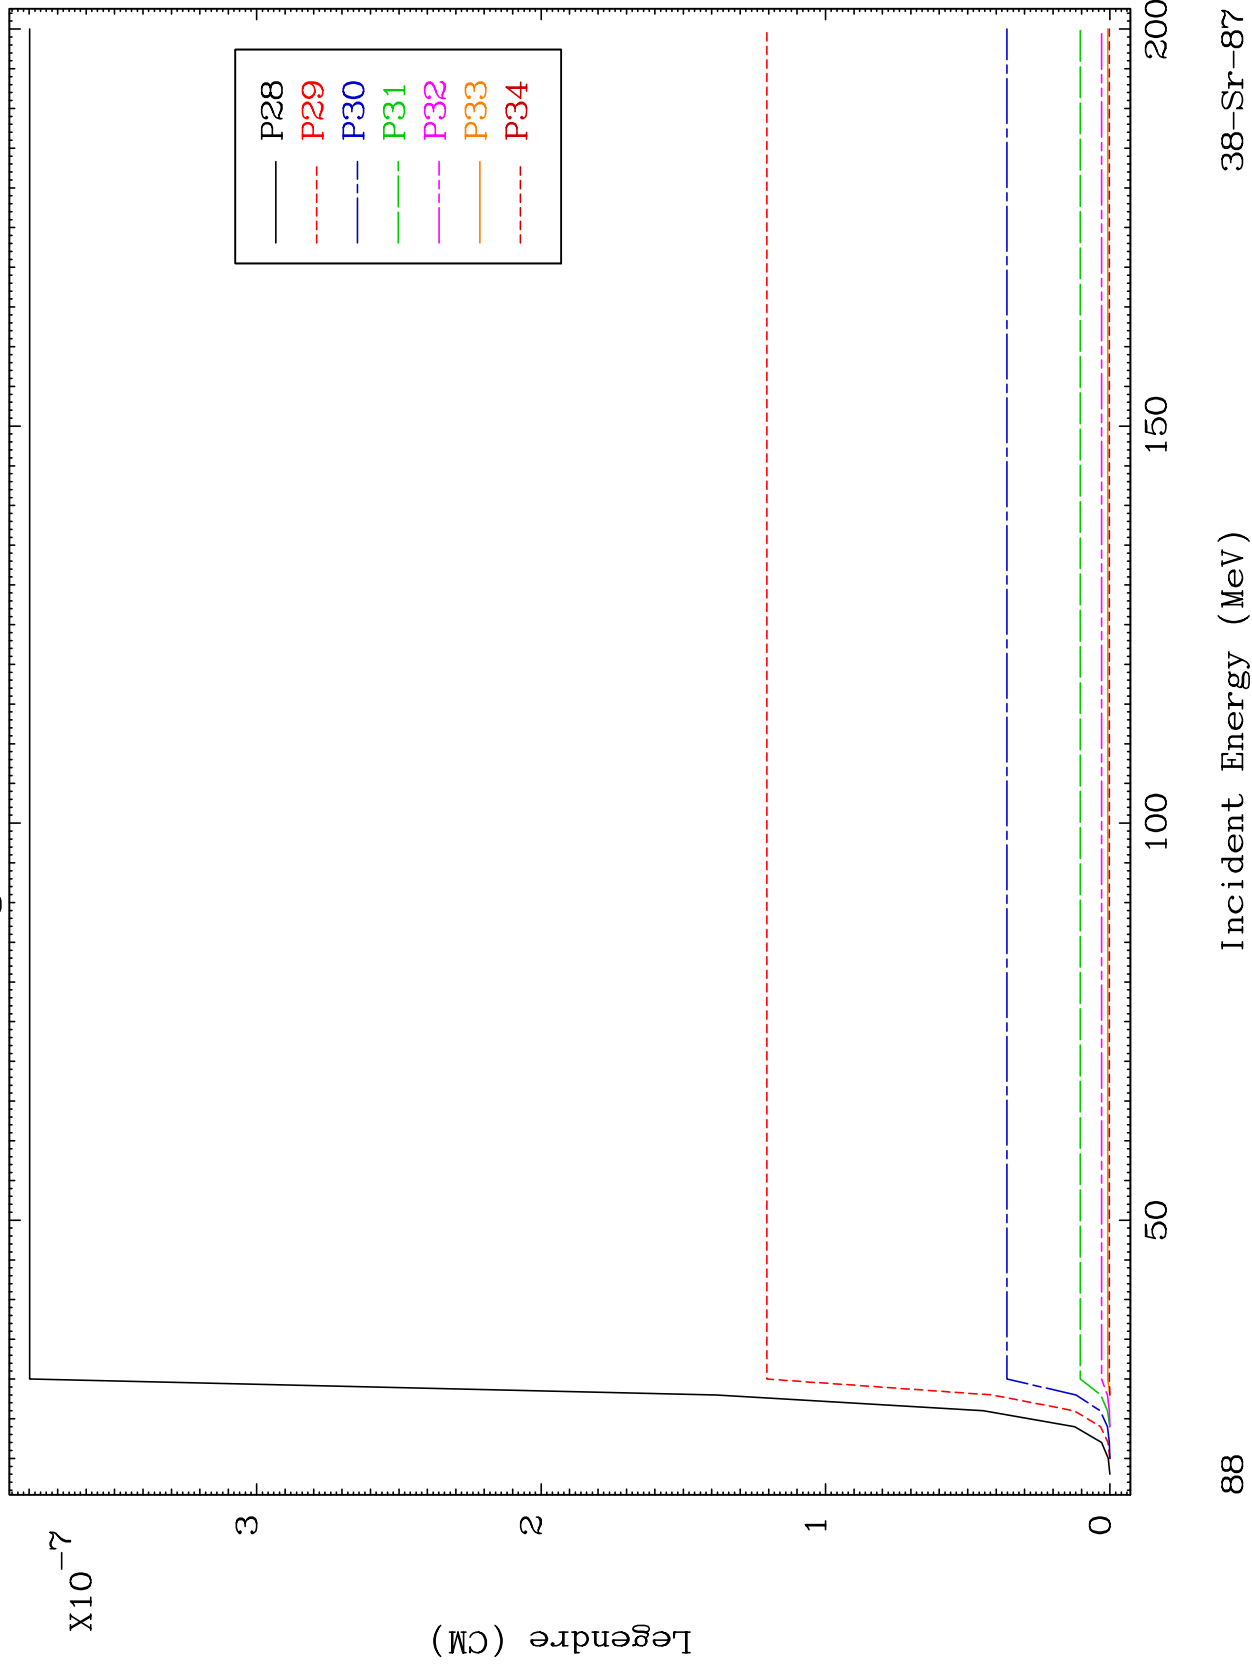 X10-7
3
2
1
0
Legendre (CM)
P28
P29
P30
P31
P32
P33
P34
50
100
150
200
88
Incident Energy (MeV)
38-Sr-87